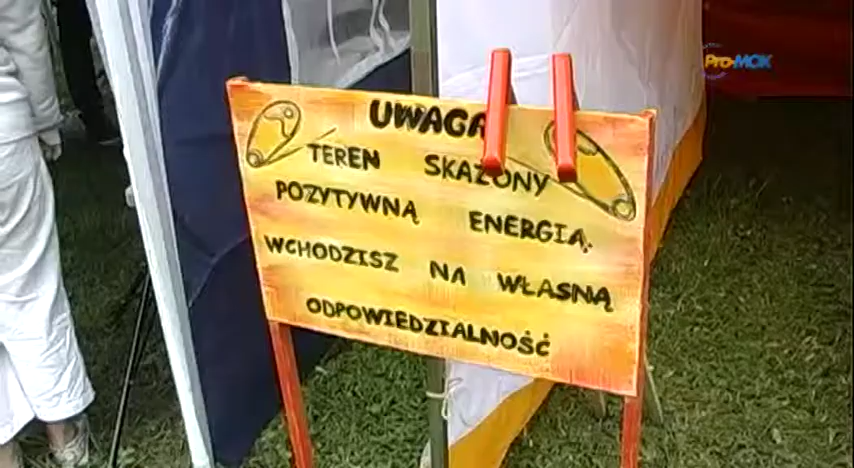 Pro-MOK
UWAGA
TEREN SKAŻONY
POZYTYWNĄ ENERGIĄ.
WCHODZISZ NA WŁASNĄ
ODPOWIEDZIALNOŚĆ